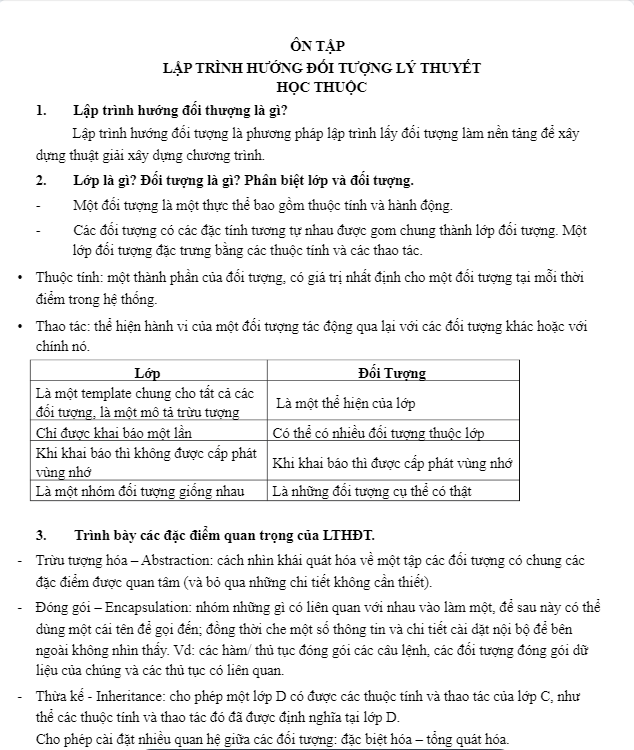 ÔN TẬP
LẬP TRÌNH HƯỚNG ĐỐI TƯỢNG LÝ THUYẾT
HỌC THUỘC
1. Lập trình hướng đối thượng là gì?
Lập trình hướng đối tượng là phương pháp lập trình lấy đối tượng làm nền tảng để xây
dựng thuật giải xây dựng chương trình.
2. Lớp là gì? Đối tượng là gì? Phân biệt lớp và đối tượng.
- Một đối tượng là một thực thể bao gồm thuộc tính và hành động.
- Các đối tượng có các đặc tính tương tự nhau được gom chung thành lớp đối tượng. Một
lớp đối tượng đặc trưng bằng các thuộc tính và các thao tác.
• Thuộc tính: một thành phần của đối tượng, có giá trị nhất định cho một đối tượng tại mỗi thời
điểm trong hệ thống.
• Thao tác: thể hiện hành vi của một đối tượng tác động qua lại với các đối tượng khác hoặc với
chính nó.
Lớp Đối Tượng
Là một template chung cho tất cả các
đối tượng, là một mô tả trừu tượng
Là một thể hiện của lớp
Chỉ được khai báo một lần Có thể có nhiều đối tượng thuộc lớp
Khi khai báo thì không được cấp phát
vùng nhớ
Khi khai báo thì được cấp phát vùng nhớ
Là một nhóm đối tượng giống nhau Là những đối tượng cụ thể có thật
3. Trình bày các đặc điểm quan trọng của LTHĐT.
- Trừu tượng hóa – Abstraction: cách nhìn khái quát hóa về một tập các đối tượng có chung các
đặc điểm được quan tâm (và bỏ qua những chi tiết không cần thiết).
- Đóng gói – Encapsulation: nhóm những gì có liên quan với nhau vào làm một, để sau này có thể
dùng một cái tên để gọi đến; đồng thời che một số thông tin và chi tiết cài đặt nội bộ để bên
ngoài không nhìn thấy. Vd: các hàm/ thủ tục đóng gói các câu lệnh, các đối tượng đóng gói dữ
liệu của chúng và các thủ tục có liên quan.
- Thừa kế - Inheritance: cho phép một lớp D có được các thuộc tính và thao tác của lớp C, như
thể các thuộc tính và thao tác đó đã được định nghĩa tại lớp D.
Cho phép cài đặt nhiều quan hệ giữa các đối tượng: đặc biệt hóa – tổng quát hóa.